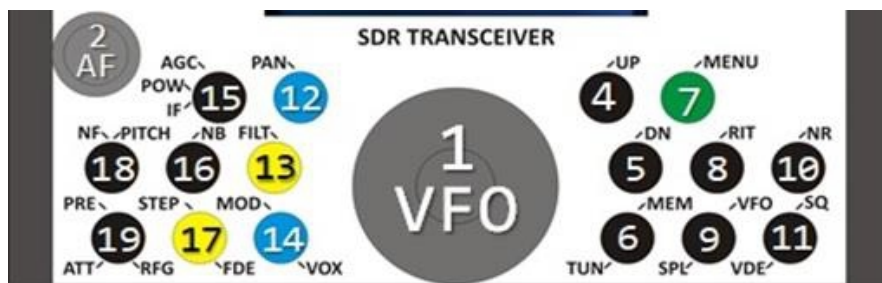 SDR TRANSCEIVER
2
AF
AGC
PAN
POW
IF
15
12
UP
MENU
4
7
NF
PITCH
NB
FILT
18
16
13
1
VFO
DN
RIT
NR
5
8
10
PRE
STEP
MOD
19
17
14
MEM
VFO
SQ
6
9
11
ATT
RFG
FDE
VOX
TUN
SPL
VDE